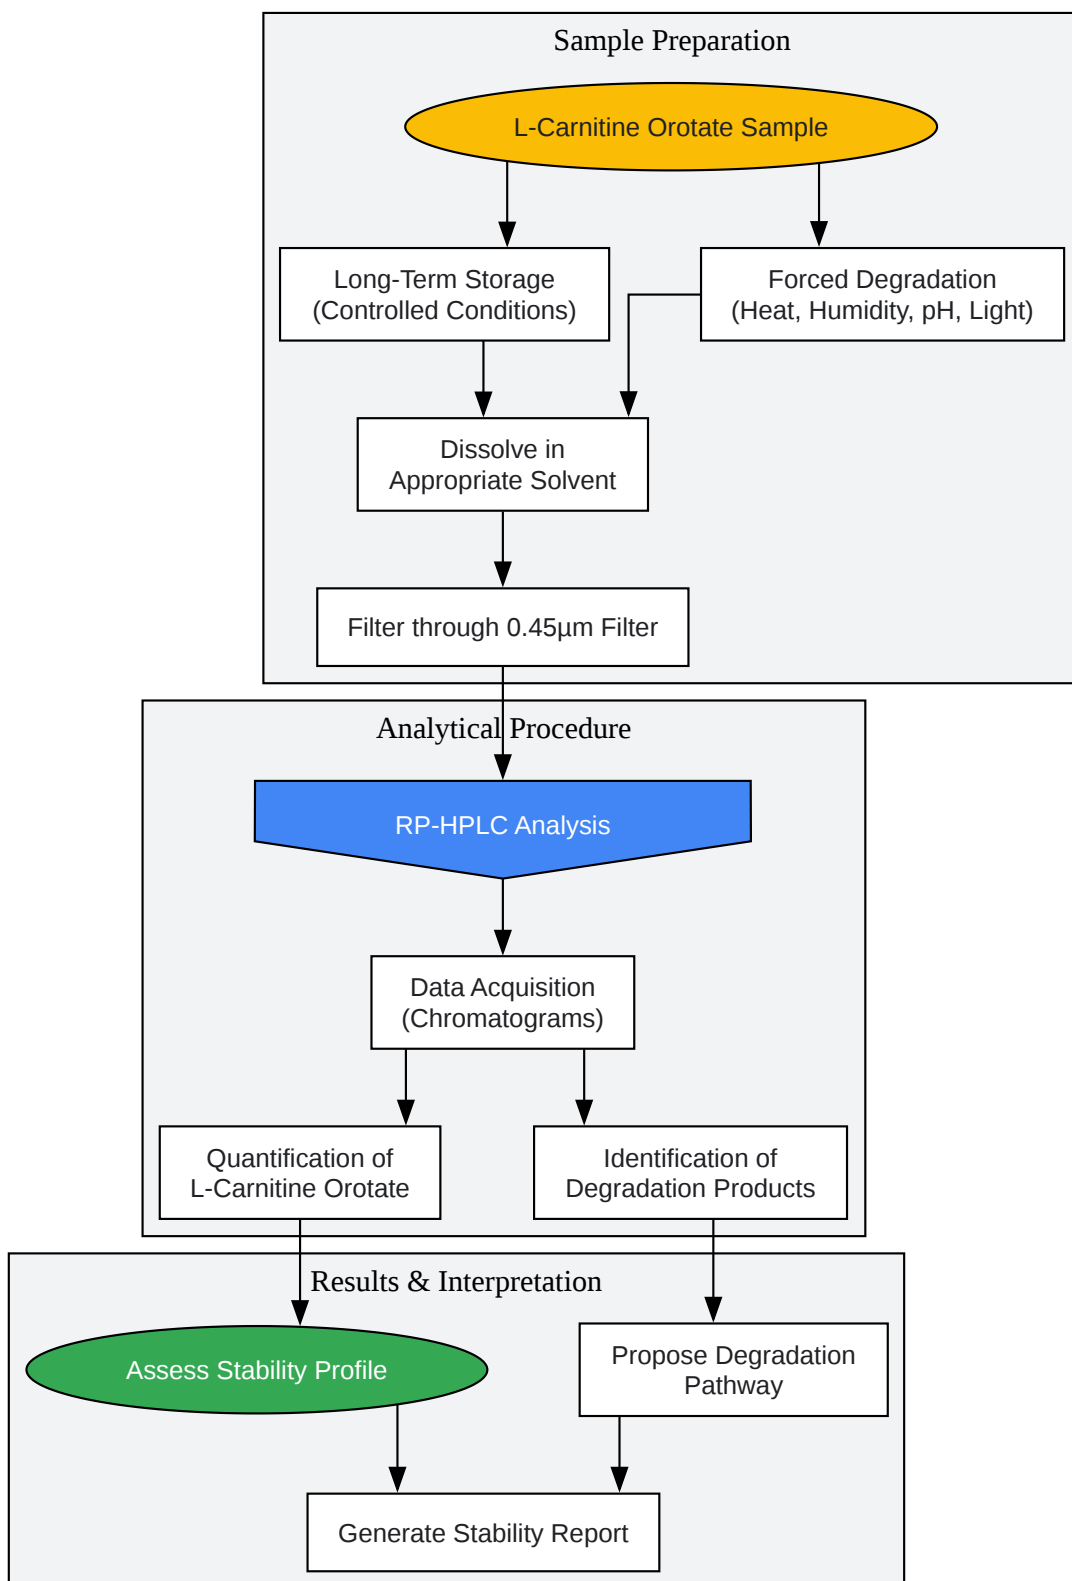 Sample Preparation
L-Carnitine Orotate Sample
Long-Term Storage
(Controlled Conditions)
Forced Degradation
(Heat, Humidity, pH, Light)
Dissolve in
Appropriate Solvent
Filter through 0.45µm Filter
Analytical Procedure
RP-HPLC Analysis
Data Acquisition
(Chromatograms)
Quantification of
L-Carnitine Orotate
Identification of
Degradation Products
Results & Interpretation
Assess Stability Profile
Propose Degradation
Pathway
Generate Stability Report